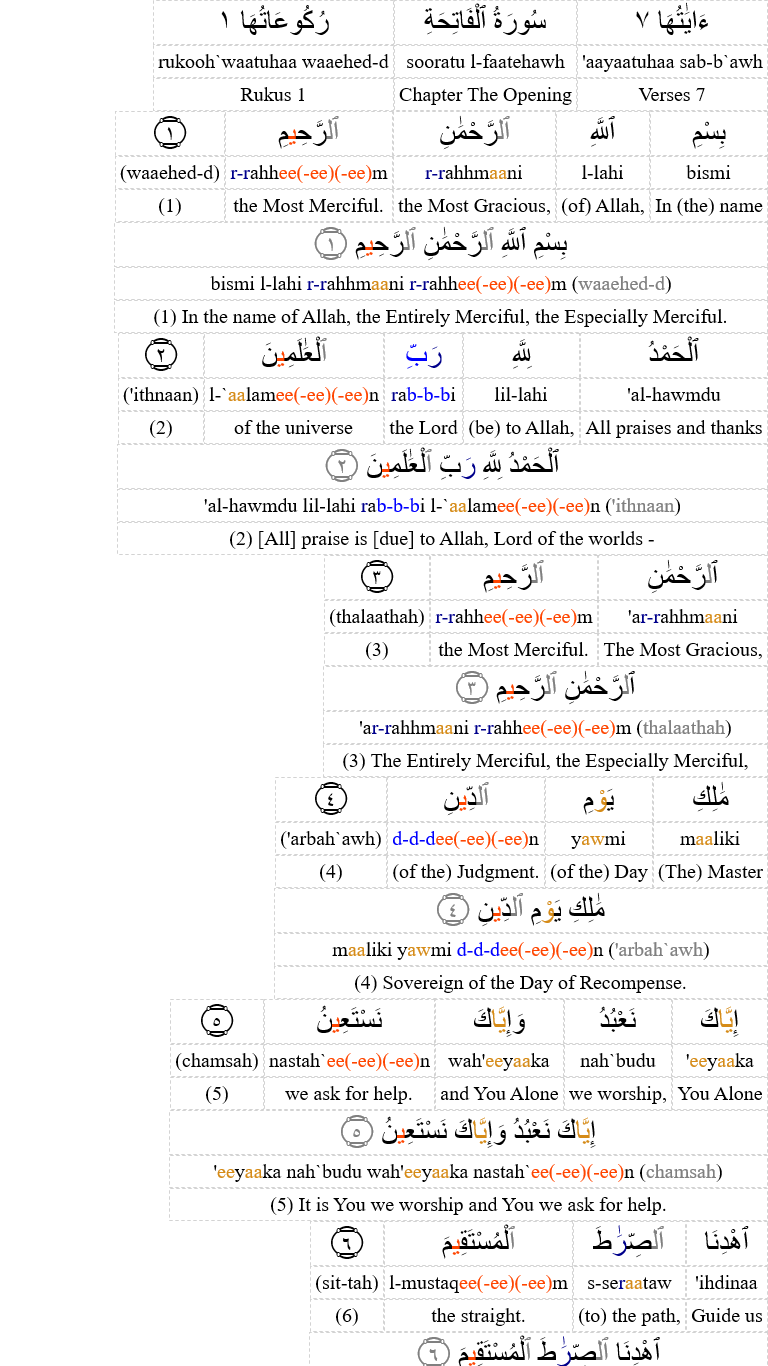 ءَايَٰتُهَا ٧ سُورَةُ ٱلْفَاتِحَةِ رُكُوعَاتُهَا ١
'aayaatuhaa sab-b`awh sooratu l-faatehawh rukooh`waatuhaa waaehed-d
Verses 7 Chapter The Opening Rukus 1
بِسْمِ ٱللَّهِ ٱلرَّحْمَٰنِ ٱلرَّحِيمِ ١
bismi l-lahi r-rahhmaani r-rahhee(-ee)(-ee)m (waaehed-d)
In (the) name (of) Allah, the Most Gracious, the Most Merciful. (1)
بِسْمِ ٱللَّهِ ٱلرَّحْمَٰنِ ٱلرَّحِيمِ ١
bismi l-lahi r-rahhmaani r-rahhee(-ee)(-ee)m (waaehed-d)
(1) In the name of Allah, the Entirely Merciful, the Especially Merciful.
ٱلْحَمْدُ لِلَّهِ رَبِّ ٱلْعَٰلَمِينَ ٢
'al-hawmdu lil-lahi rab-b-bi l-`aalamee(-ee)(-ee)n ('ithnaan)
All praises and thanks (be) to Allah, the Lord of the universe (2)
ٱلْحَمْدُ لِلَّهِ رَبِّ ٱلْعَٰلَمِينَ ٢
'al-hawmdu lil-lahi rab-b-bi l-`aalamee(-ee)(-ee)n ('ithnaan)
(2) [All] praise is [due] to Allah, Lord of the worlds -
ٱلرَّحْمَٰنِ ٱلرَّحِيمِ ٣
'ar-rahhmaani r-rahhee(-ee)(-ee)m (thalaathah)
The Most Gracious, the Most Merciful. (3)
ٱلرَّحْمَٰنِ ٱلرَّحِيمِ ٣
'ar-rahhmaani r-rahhee(-ee)(-ee)m (thalaathah)
(3) The Entirely Merciful, the Especially Merciful,
مَٰلِكِ يَوْمِ ٱلدِّينِ ٤
maaliki yawmi d-d-dee(-ee)(-ee)n ('arbah`awh)
(The) Master (of the) Day (of the) Judgment. (4)
مَٰلِكِ يَوْمِ ٱلدِّينِ ٤
maaliki yawmi d-d-dee(-ee)(-ee)n ('arbah`awh)
(4) Sovereign of the Day of Recompense.
إِيَّاكَ نَعْبُدُ وَإِيَّاكَ نَسْتَعِينُ ٥
'eeyaaka nah`budu wah'eeyaaka nastah`ee(-ee)(-ee)n (chamsah)
You Alone we worship, and You Alone we ask for help. (5)
إِيَّاكَ نَعْبُدُ وَإِيَّاكَ نَسْتَعِينُ ٥
'eeyaaka nah`budu wah'eeyaaka nastah`ee(-ee)(-ee)n (chamsah)
(5) It is You we worship and You we ask for help.
ٱهْدِنَا ٱلصِّرَٰطَ ٱلْمُسْتَقِيمَ ٦
'ihdinaa s-seraataw l-mustaqee(-ee)(-ee)m (sit-tah)
Guide us (to) the path, the straight. (6)
ٱهْدِنَا ٱلصِّرَٰطَ ٱلْمُسْتَقِيمَ ٦